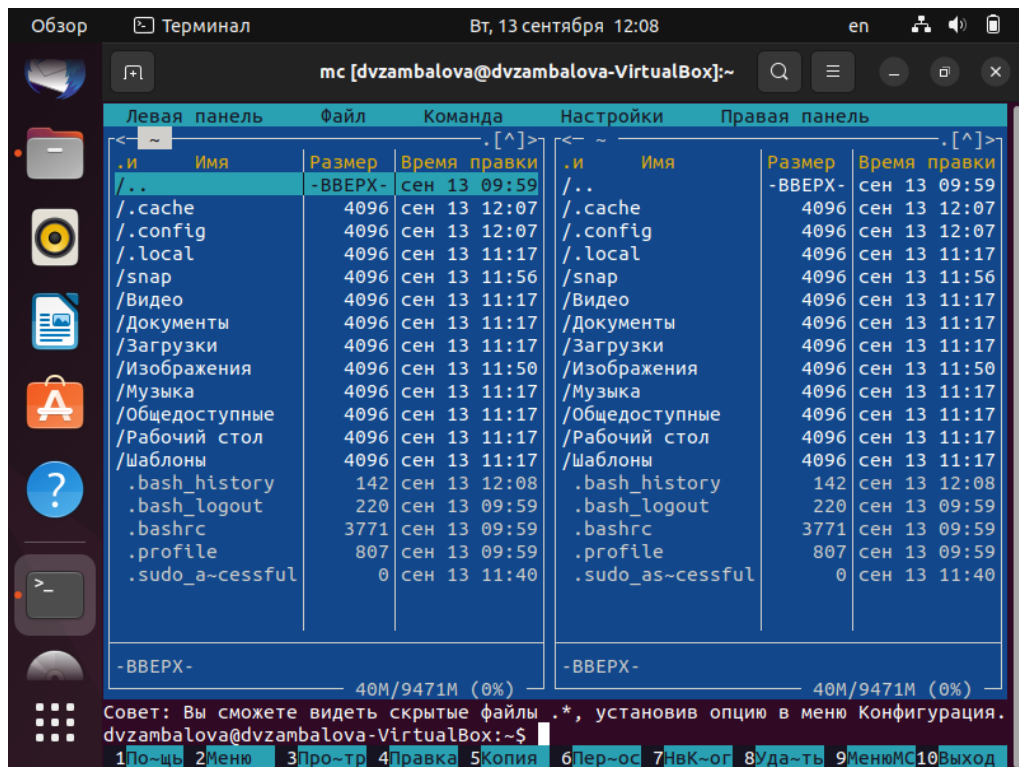 Обзор Терминал Вт, 13 сентября 12:08 en
mc [dvzambalova@dvzambalova-VirtualBox]:~
Левая панель Файл Команда Настройки Правая панель
<─ ~ ─.[^]>┐ <─ ~ ─.[^]>┐
.и Имя Размер Время правки .и Имя Размер Время правки
/.. -ВВЕРХ- сен 13 09:59 /.. -ВВЕРХ- сен 13 09:59
/.cache 4096 сен 13 12:07 /.cache 4096 сен 13 12:07
/.config 4096 сен 13 12:07 /.config 4096 сен 13 12:07
/.local 4096 сен 13 11:17 /.local 4096 сен 13 11:17
/snap 4096 сен 13 11:56 /snap 4096 сен 13 11:56
/Видео 4096 сен 13 11:17 /Видео 4096 сен 13 11:17
/Документы 4096 сен 13 11:17 /Документы 4096 сен 13 11:17
/Загрузки 4096 сен 13 11:17 /Загрузки 4096 сен 13 11:17
/Изображения 4096 сен 13 11:50 /Изображения 4096 сен 13 11:50
/Музыка 4096 сен 13 11:17 /Музыка 4096 сен 13 11:17
/Общедоступные 4096 сен 13 11:17 /Общедоступные 4096 сен 13 11:17
/Рабочий стол 4096 сен 13 11:17 /Рабочий стол 4096 сен 13 11:17
/Шаблоны 4096 сен 13 11:17 /Шаблоны 4096 сен 13 11:17
.bash_history 142 сен 13 12:08 .bash_history 142 сен 13 12:08
.bash_logout 220 сен 13 09:59 .bash_logout 220 сен 13 09:59
.bashrc 3771 сен 13 09:59 .bashrc 3771 сен 13 09:59
.profile 807 сен 13 09:59 .profile 807 сен 13 09:59
.sudo_a~cessful 0 сен 13 11:40 .sudo_as~cessful 0 сен 13 11:40
-ВВЕРХ- -ВВЕРХ-
40M/9471M (0%) 40M/9471M (0%)
Совет: Вы сможете видеть скрытые файлы .*, установив опцию в меню Конфигурация.
dvzambalova@dvzambalova-VirtualBox:~$
1По~щь 2Меню 3Про~тр 4Правка 5Копия 6Пер~ос 7НвК~ог 8Уда~ть 9МенюМС 10Выход